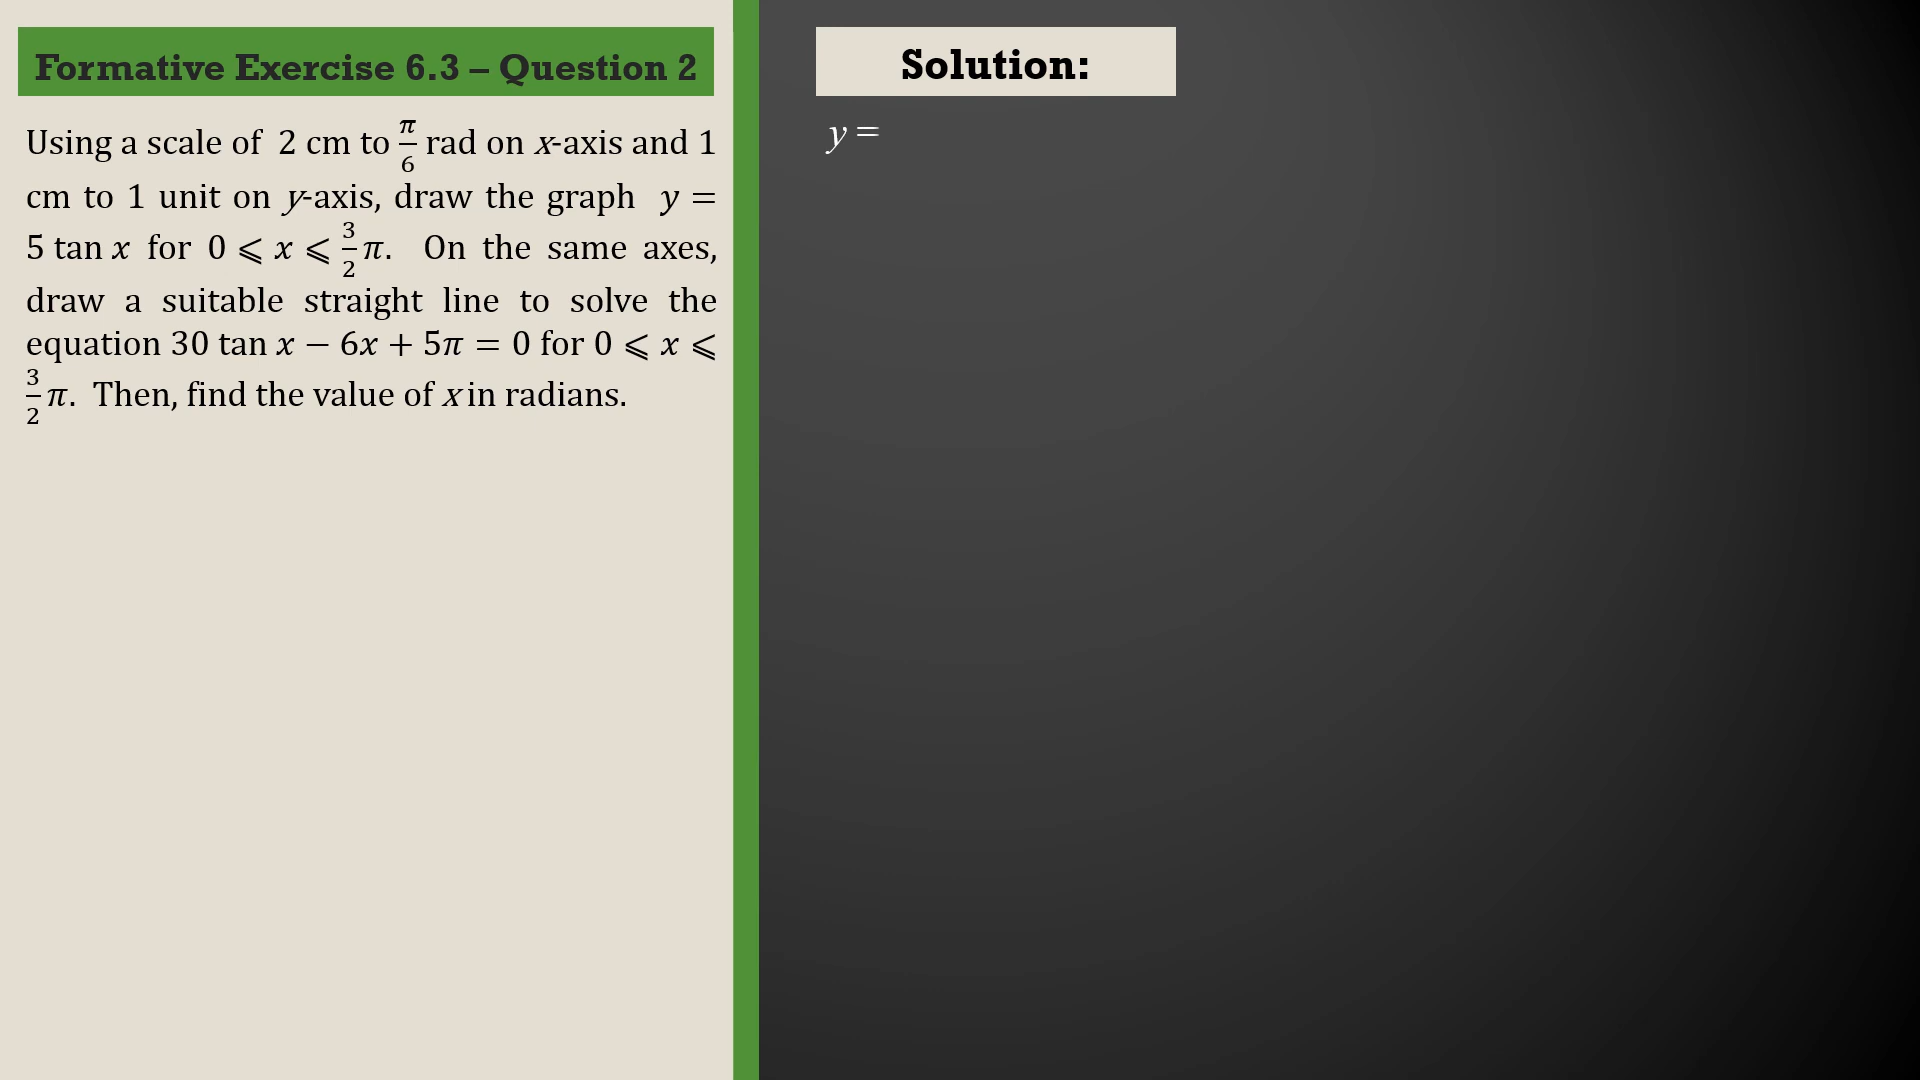 Formative Exercise 6.3 – Question 2
Using a scale of 2 cm to π/6 rad on x-axis and 1
cm to 1 unit on y-axis, draw the graph y =
5 tan x for 0 ⩽ x ⩽ 3/2 π. On the same axes,
draw a suitable straight line to solve the
equation 30 tan x − 6x + 5π = 0 for 0 ⩽ x ⩽
3/2 π. Then, find the value of x in radians.
Solution:
y =